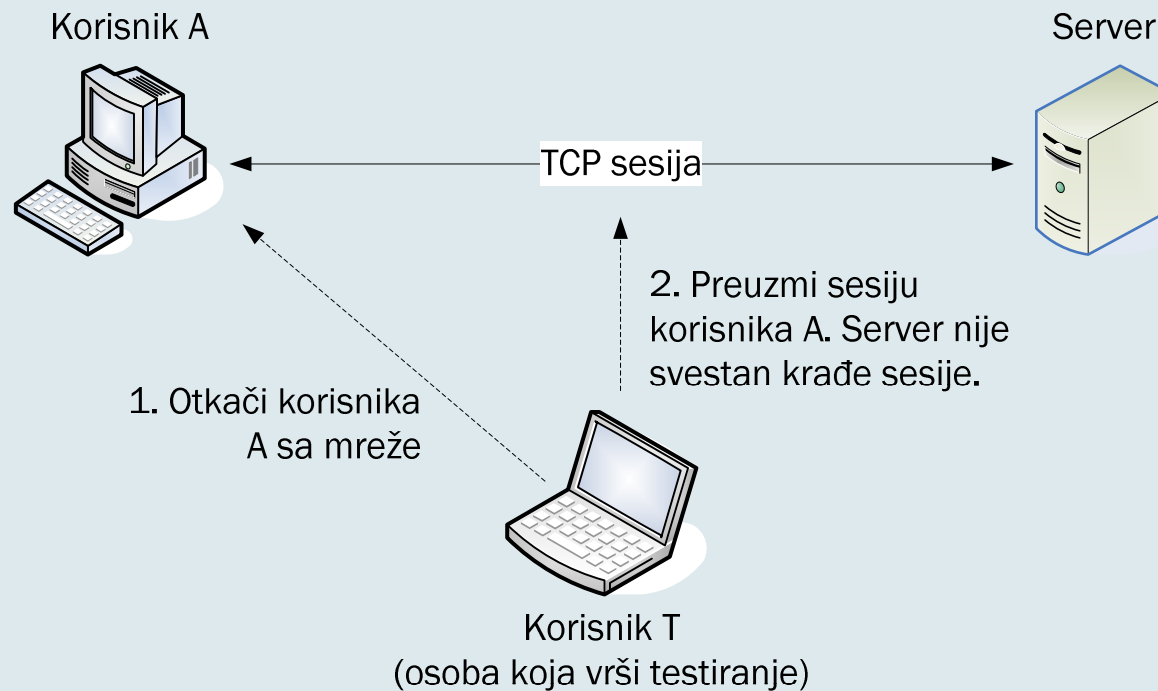 Korisnik A
Server
TCP sesija
2. Preuzmi sesiju
korisnika A. Server nije
svestan krađe sesije.
1. Otkači korisnika
A sa mreže
Korisnik T
(osoba koja vrši testiranje)